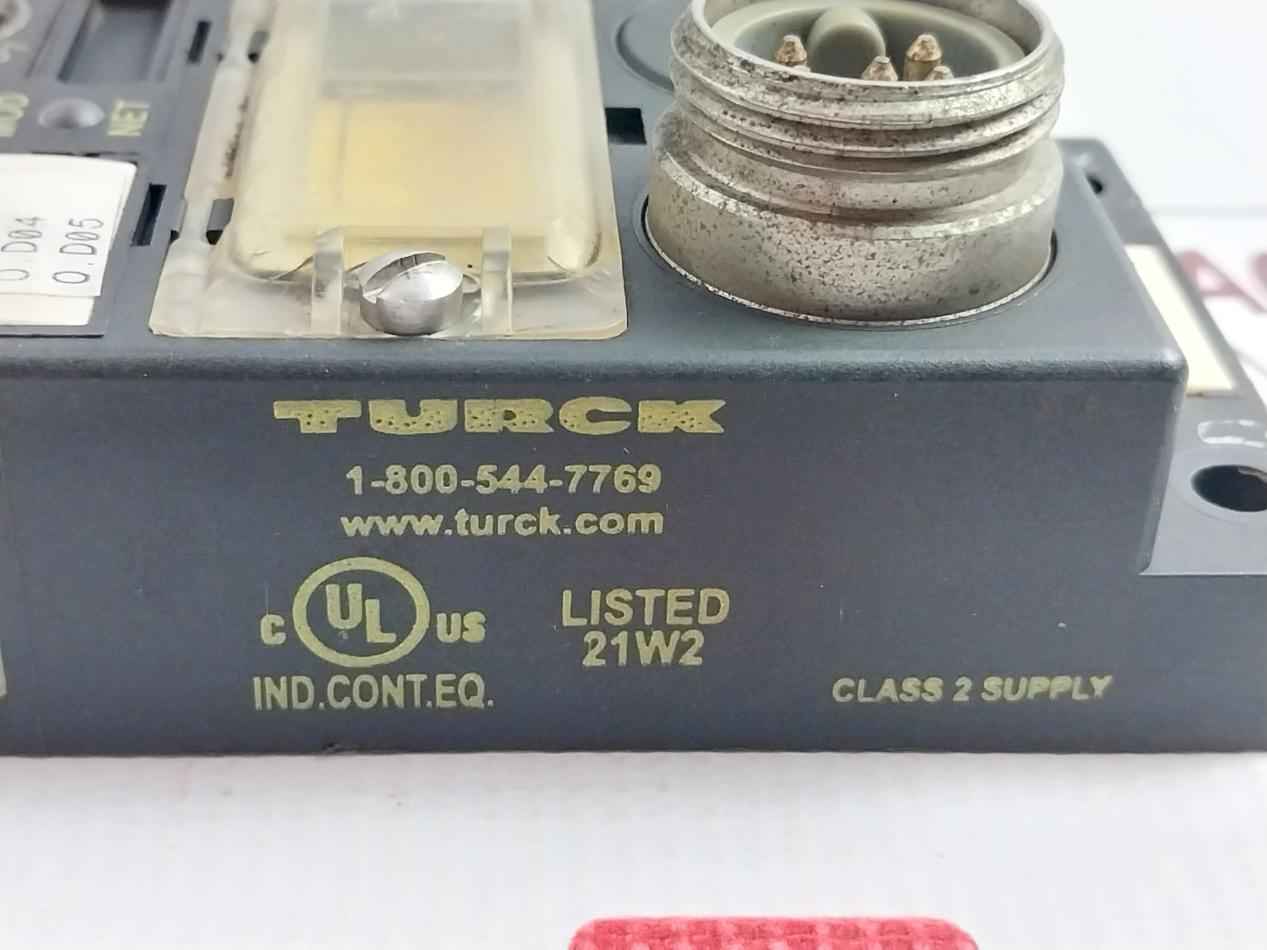 NET
O.D04
O.D05
TURCK
1-800-544-7769
www.turck.com
C UL US
LISTED
21W2
IND.CONT.EQ.
CLASS 2 SUPPLY